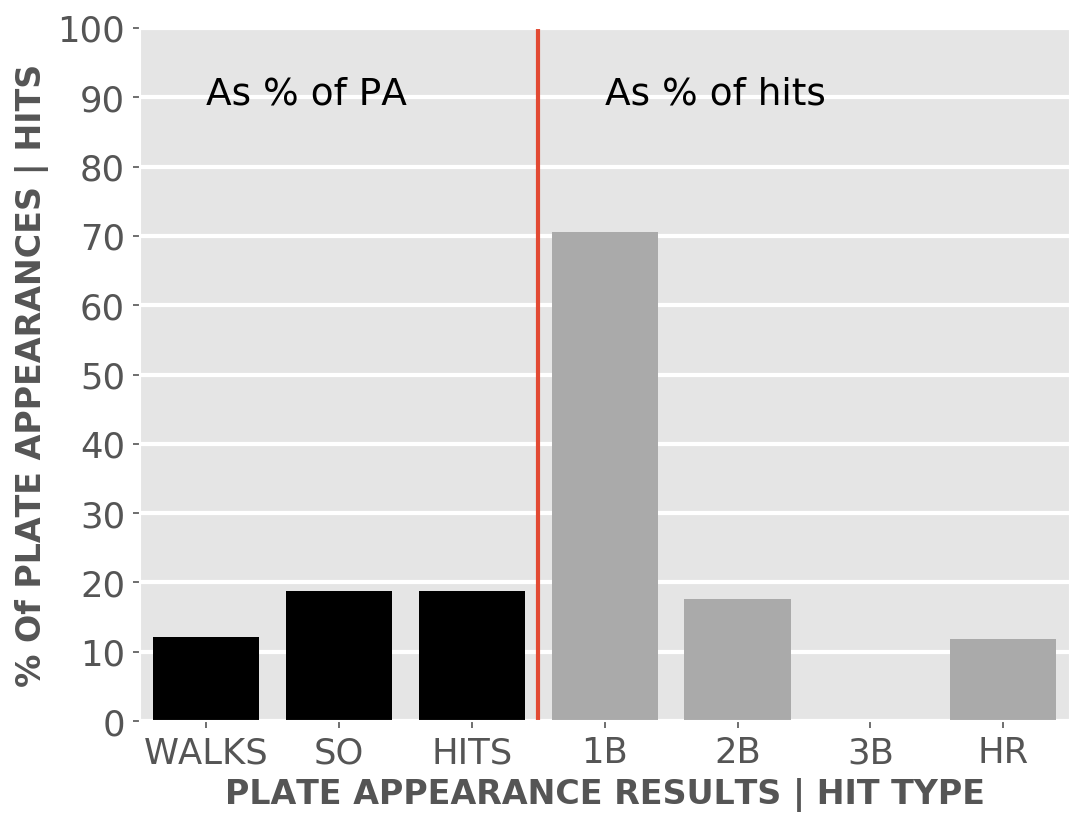 % Of PLATE APPEARANCES | HITS
100
90
80
70
60
50
40
30
20
10
0
As % of PA
As % of hits
WALKS SO HITS 1B 2B 3B HR
PLATE APPEARANCE RESULTS | HIT TYPE